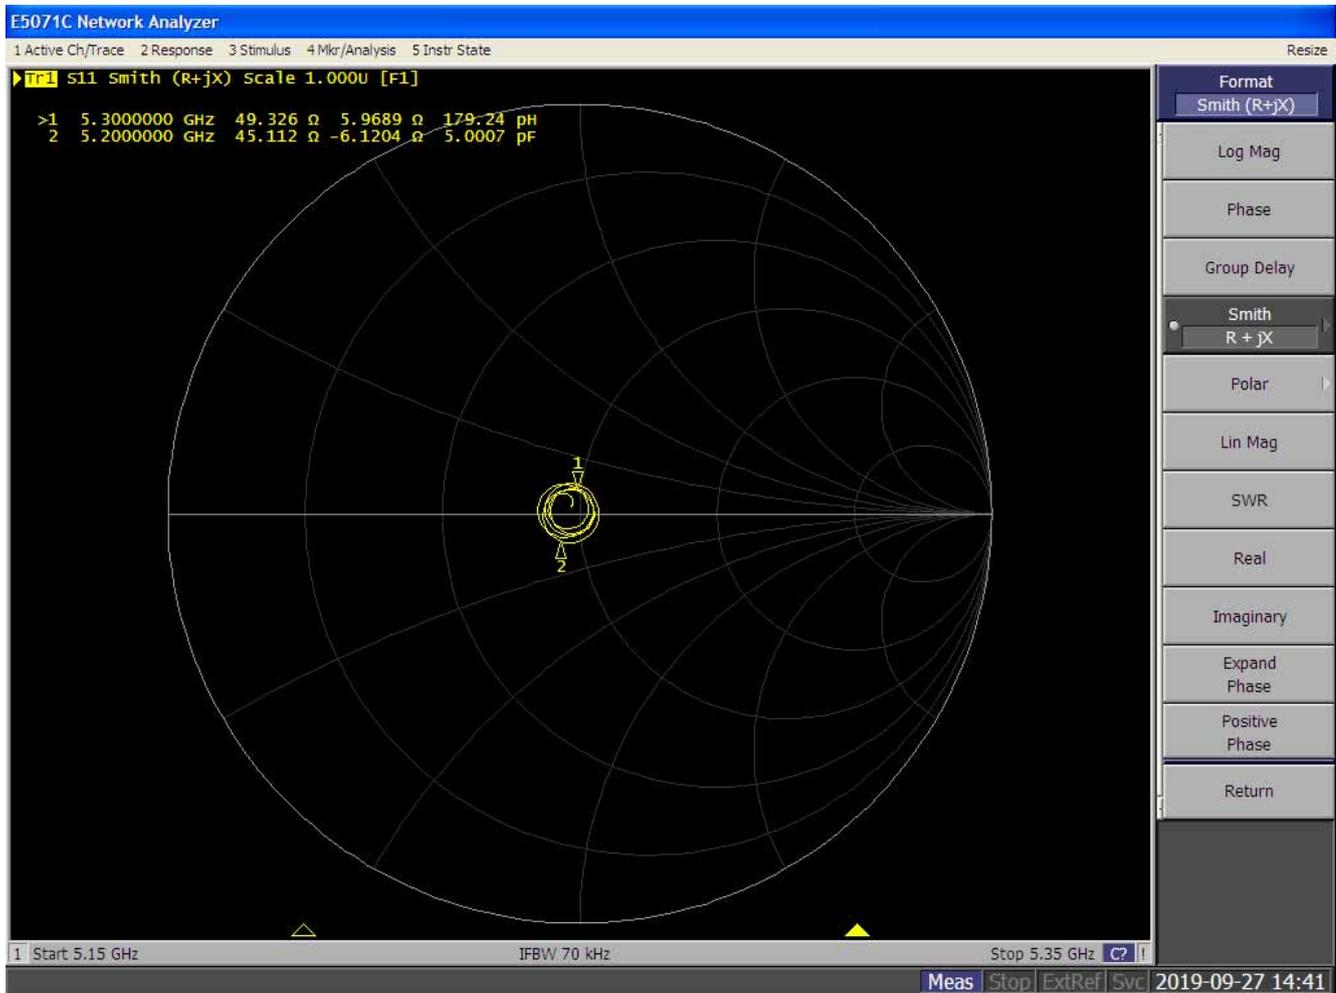 E5071C Network Analyzer
1 Active Ch/Trace 2 Response 3 Stimulus 4 Mkr/Analysis 5 Instr State Resize
Tr1 S11 Smith (R+jX) Scale 1.000U [F1]
>1 5.3000000 GHz 49.326 Ω 5.9689 Ω 179.24 pH
2 5.2000000 GHz 45.112 Ω -6.1204 Ω 5.0007 pF
1
2
1 Start 5.15 GHz IFBW 70 kHz Stop 5.35 GHz C? !
Format
Smith (R+jX)
Log Mag
Phase
Group Delay
Smith
R + jX
Polar
Lin Mag
SWR
Real
Imaginary
Expand
Phase
Positive
Phase
Return
Meas Stop ExtRef Svc 2019-09-27 14:41